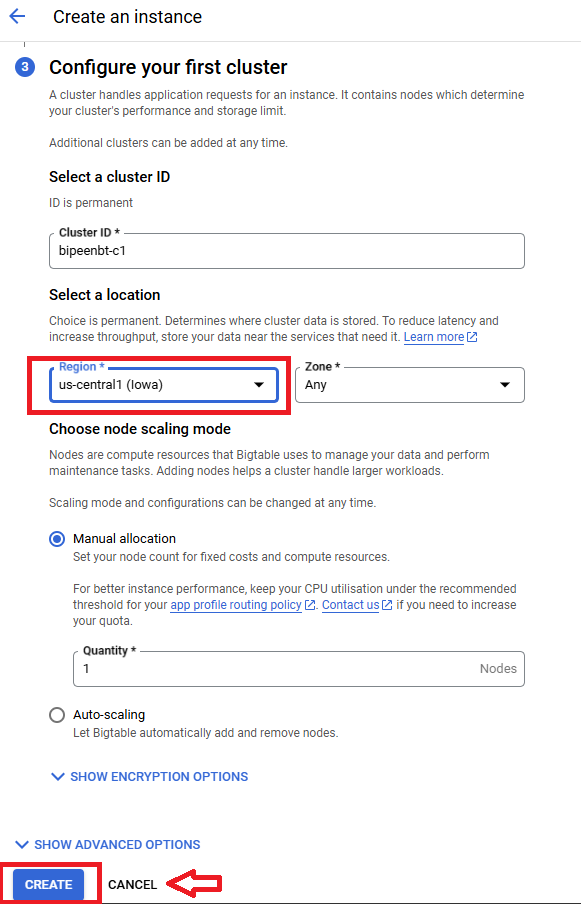 Create an instance
3 Configure your first cluster
A cluster handles application requests for an instance. It contains nodes which determine
your cluster's performance and storage limit.
Additional clusters can be added at any time.
Select a cluster ID
ID is permanent
Cluster ID *
bipeenbt-c1
Select a location
Choice is permanent. Determines where cluster data is stored. To reduce latency and
increase throughput, store your data near the services that need it. Learn more
Region * Zone *
us-central1 (Iowa) Any
Choose node scaling mode
Nodes are compute resources that Bigtable uses to manage your data and perform
maintenance tasks. Adding nodes helps a cluster handle larger workloads.
Scaling mode and configurations can be changed at any time.
Manual allocation
Set your node count for fixed costs and compute resources.
For better instance performance, keep your CPU utilisation under the recommended
threshold for your app profile routing policy. Contact us if you need to increase
your quota.
Quantity *
1 Nodes
Auto-scaling
Let Bigtable automatically add and remove nodes.
SHOW ENCRYPTION OPTIONS
SHOW ADVANCED OPTIONS
CREATE CANCEL